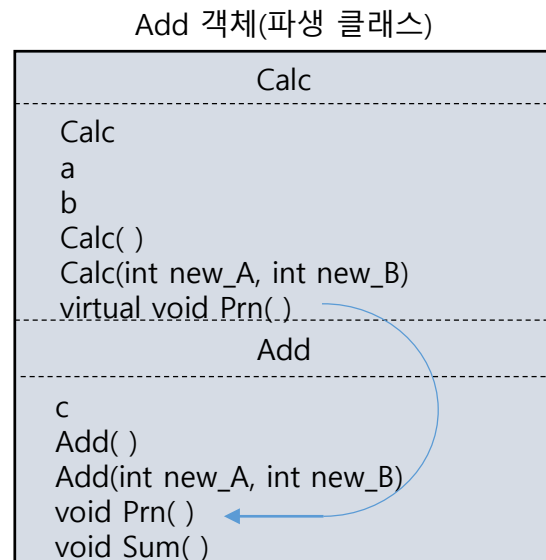 Add 객체(파생 클래스)
Calc
Calc
a
b
Calc( )
Calc(int new_A, int new_B)
virtual void Prn( )
Add
c
Add( )
Add(int new_A, int new_B)
void Prn( )
void Sum( )